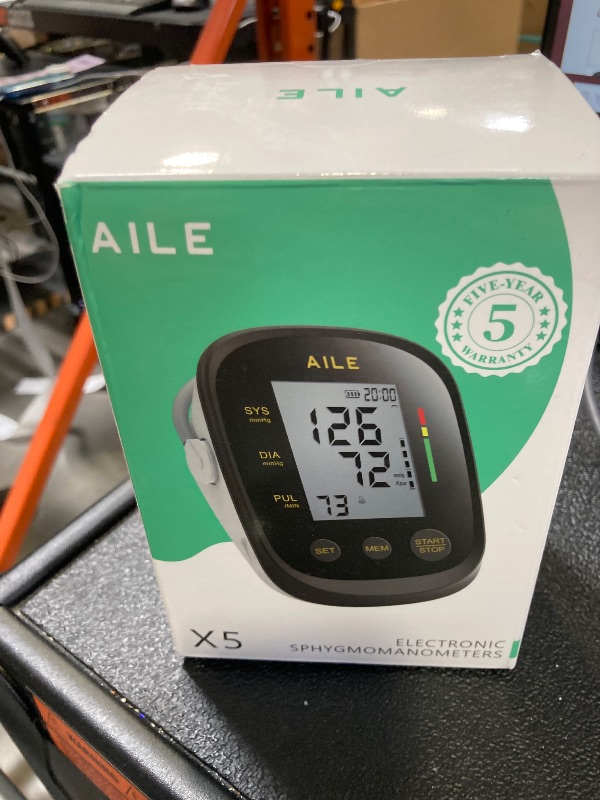 AILE
AILE
FIVE-YEAR
5
WARRANTY
AILE
20:00
SYS
mmHg
126
DIA
mmHg
72
PUL
/MIN
73
SET
MEM
START
STOP
X5
ELECTRONIC
SPHYGMOMANOMETERS